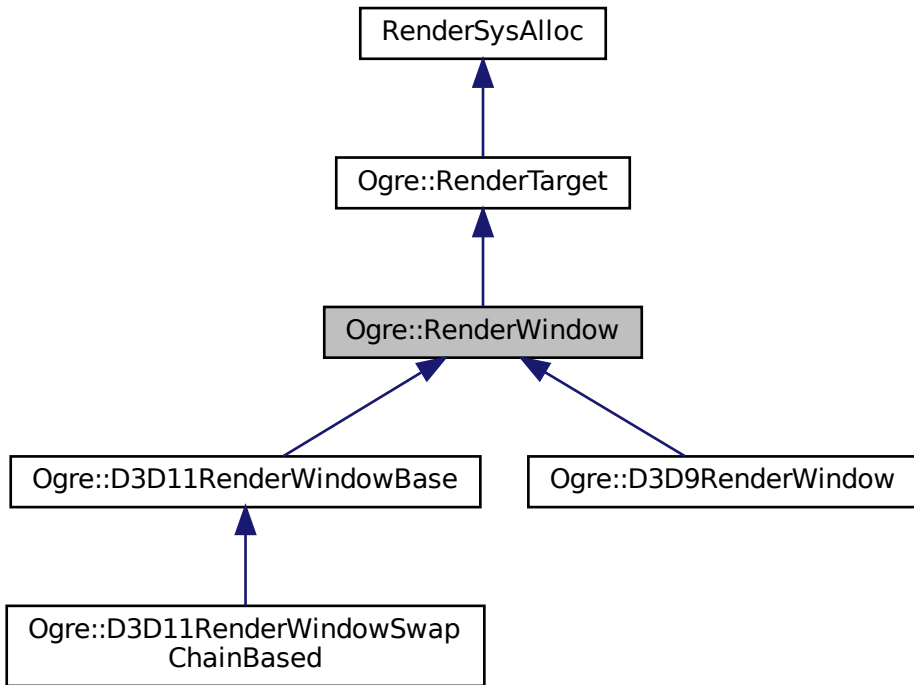 RenderSysAlloc
Ogre::RenderTarget
Ogre::RenderWindow
Ogre::D3D11RenderWindowBase
Ogre::D3D9RenderWindow
Ogre::D3D11RenderWindowSwap
ChainBased